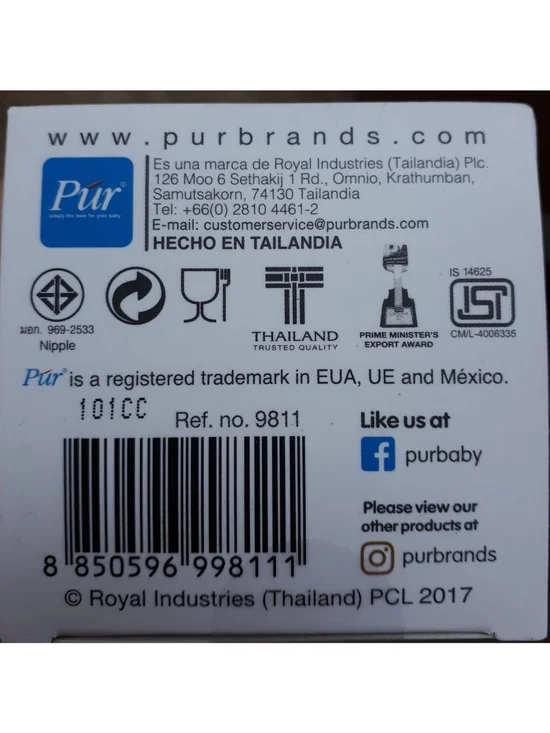 www.purbrands.com
Púr®
simply the best for your baby
Es una marca de Royal Industries (Tailandia) Plc.
126 Moo 6 Sethakij 1 Rd., Omnio, Krathumban,
Samutsakorn, 74130 Tailandia
Tel: +66(0) 2810 4461-2
E-mail: customerservice@purbrands.com
HECHO EN TAILANDIA
มอก. 969-2533
Nipple
THAILAND
TRUSTED QUALITY
PRIME MINISTER'S
EXPORT AWARD
IS 14625
ISI
CM/L-4006335
Púr® is a registered trademark in EUA, UE and México.
101CC
Ref. no. 9811
8 850596 998111
Like us at
purbaby
Please view our
other products at
purbrands
© Royal Industries (Thailand) PCL 2017